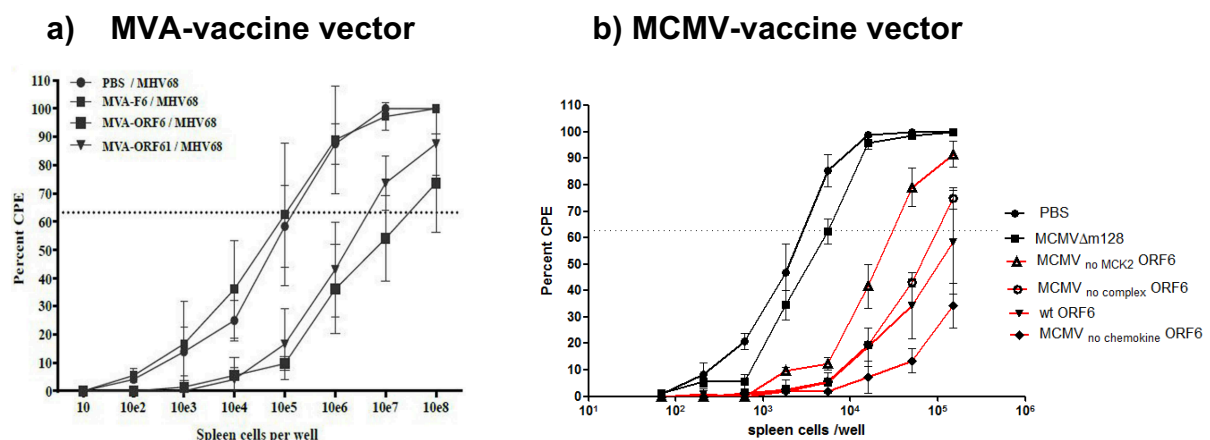 a) MVA-vaccine vector
PBS / MHV68
MVA-F6 / MHV68
MVA-ORF6 / MHV68
MVA-ORF61 / MHV68
Percent CPE
110
100
90
80
70
60
50
40
30
20
10
0
10 10e2 10e3 10e4 10e5 10e6 10e7 10e8
Spleen cells per well
b) MCMV-vaccine vector
Percent CPE
110
100
90
80
70
60
50
40
30
20
10
0
10¹ 10² 10³ 10⁴ 10⁵ 10⁶
spleen cells /well
PBS
MCMVΔm128
MCMV no MCK2 ORF6
MCMV no complex ORF6
wt ORF6
MCMV no chemokine ORF6